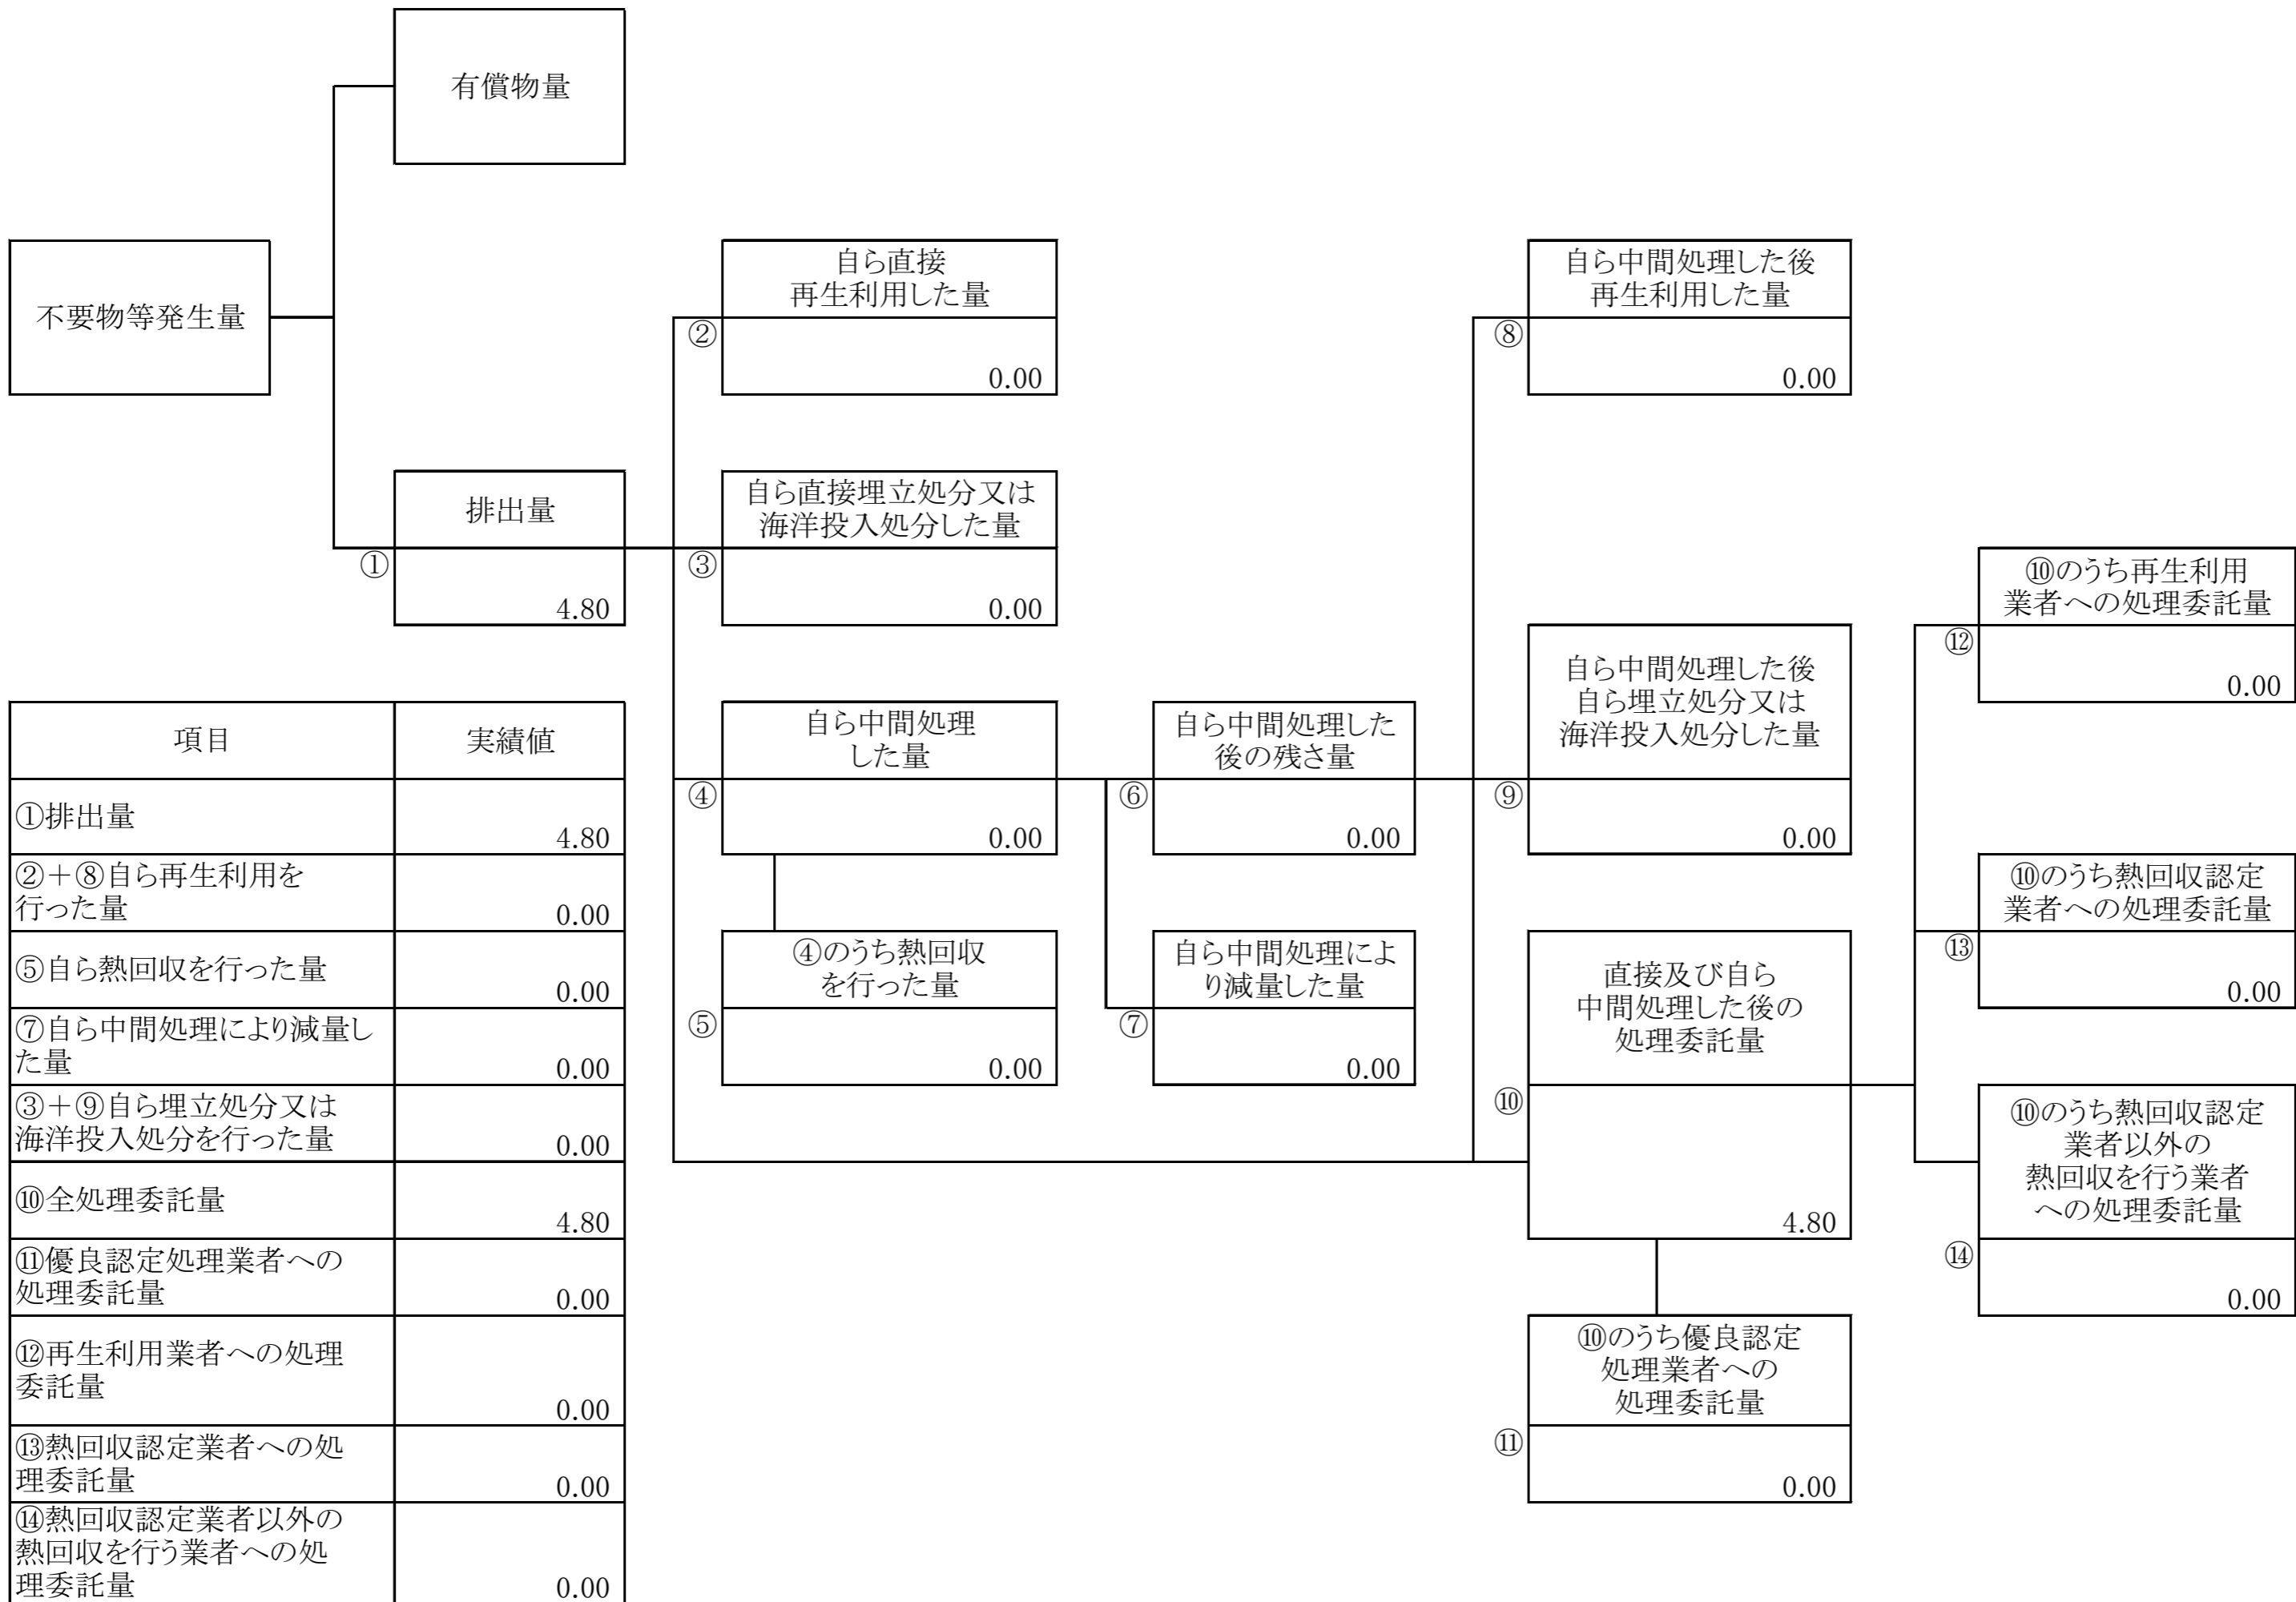 有償物量
不要物等発生量
自ら直接
再生利用した量
②
0.00
自ら中間処理した後
再生利用した量
⑧
0.00
排出量
①
4.80
自ら直接埋立処分又は
海洋投入処分した量
③
0.00
⑩のうち再生利用
業者への処理委託量
⑫
0.00
自ら中間処理
した量
④
0.00
自ら中間処理した
後の残さ量
⑥
0.00
自ら中間処理した後
自ら埋立処分又は
海洋投入処分した量
⑨
0.00
⑩のうち熱回収認定
業者への処理委託量
⑬
0.00
④のうち熱回収
を行った量
⑤
0.00
自ら中間処理によ
り減量した量
⑦
0.00
直接及び自ら
中間処理した後の
処理委託量
⑩
4.80
⑩のうち熱回収認定
業者以外の
熱回収を行う業者
への処理委託量
⑭
0.00
⑩のうち優良認定
処理業者への
処理委託量
⑪
0.00
項目 実績値
①排出量
4.80
②＋⑧自ら再生利用を
行った量
0.00
⑤自ら熱回収を行った量
0.00
⑦自ら中間処理により減量し
た量
0.00
③＋⑨自ら埋立処分又は
海洋投入処分を行った量
0.00
⑩全処理委託量
4.80
⑪優良認定処理業者への
処理委託量
0.00
⑫再生利用業者への処理
委託量
0.00
⑬熱回収認定業者への処
理委託量
0.00
⑭熱回収認定業者以外の
熱回収を行う業者への処
理委託量
0.00